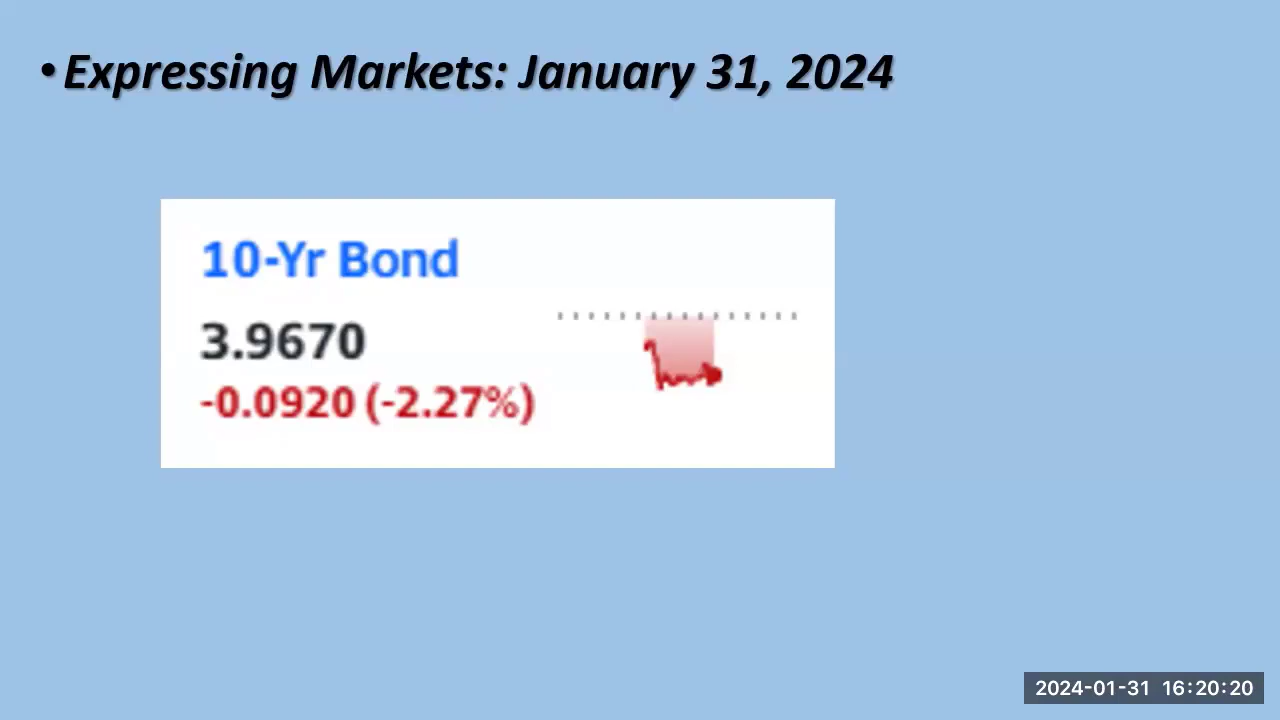 •Expressing Markets: January 31, 2024
10-Yr Bond
3.9670
-0.0920 (-2.27%)
2024-01-31 16:20:20